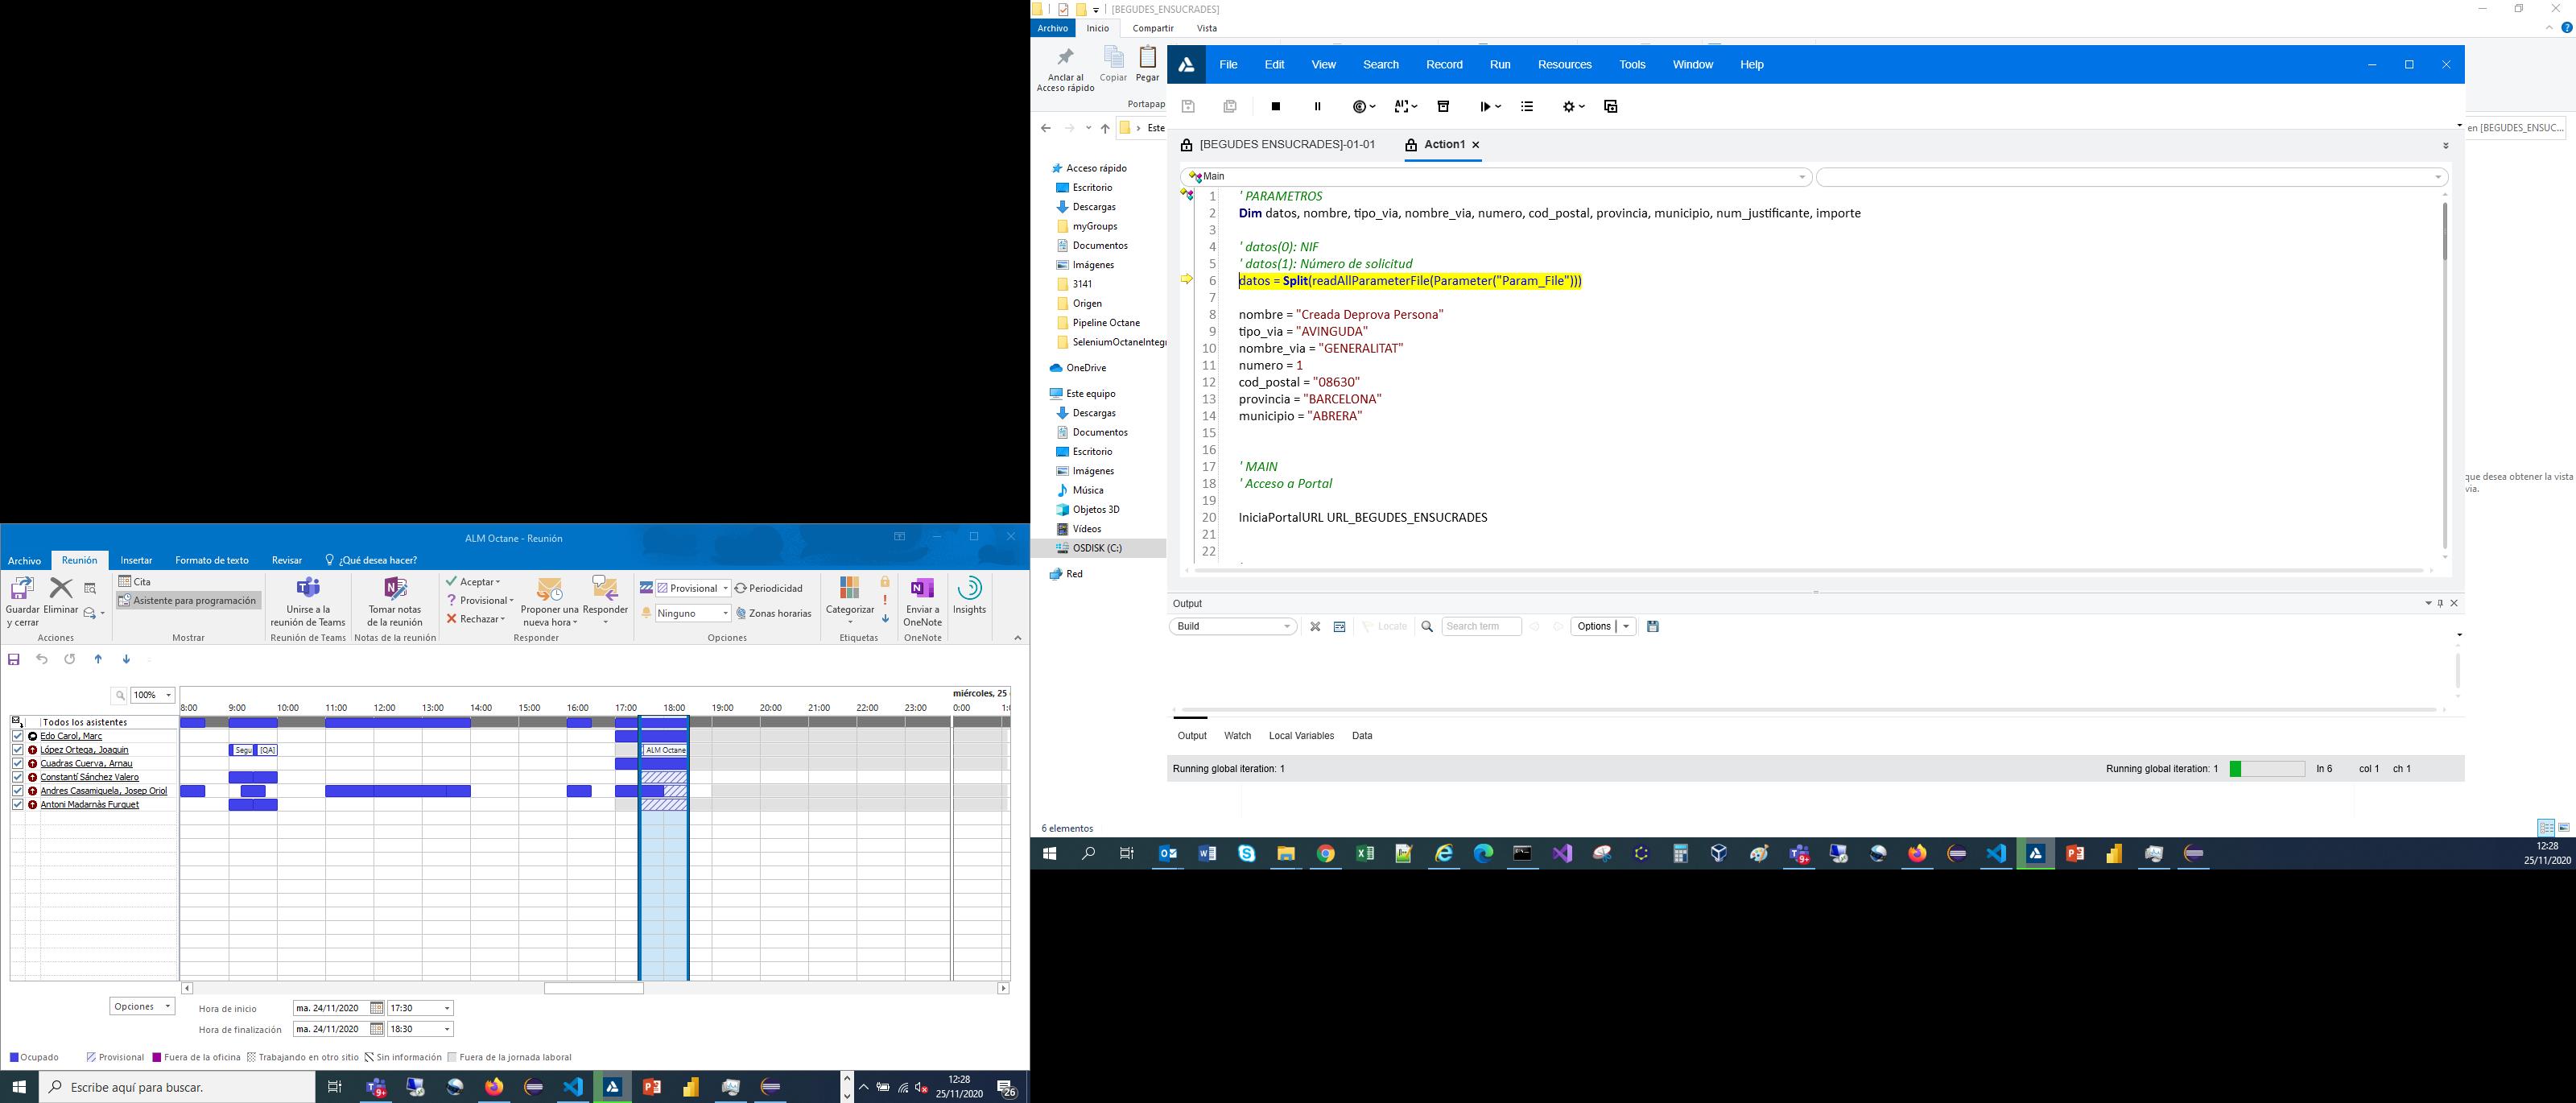 [BEGUDES_ENSUCRADES]
Archivo Inicio Compartir Vista
Anclar al Acceso rápido
Copiar
Pegar
Portapap
Este
en [BEGUDES_ENSUC...
Acceso rápido
Escritorio
Descargas
myGroups
Documentos
Imágenes
3141
Origen
Pipeline Octane
SeleniumOctaneIntegr
OneDrive
Este equipo
Descargas
Documentos
Escritorio
Imágenes
Música
Objetos 3D
Vídeos
OSDISK (C:)
Red
6 elementos
que desea obtener la vista
via.
File Edit View Search Record Run Resources Tools Window Help
[BEGUDES ENSUCRADES]-01-01 Action1
Main
1 ' PARAMETROS
2 Dim datos, nombre, tipo_via, nombre_via, numero, cod_postal, provincia, municipio, num_justificante, importe
3
4 ' datos(0): NIF
5 ' datos(1): Número de solicitud
6 datos = Split(readAllParameterFile(Parameter("Param_File")))
7
8 nombre = "Creada Deprova Persona"
9 tipo_via = "AVINGUDA"
10 nombre_via = "GENERALITAT"
11 numero = 1
12 cod_postal = "08630"
13 provincia = "BARCELONA"
14 municipio = "ABRERA"
15
16
17 ' MAIN
18 ' Acceso a Portal
19
20 IniciaPortalURL URL_BEGUDES_ENSUCRADES
21
22
Output
Build Locate Search term Options
Output Watch Local Variables Data
Running global iteration: 1 Running global iteration: 1 ln 6 col 1 ch 1
12:28
25/11/2020
ALM Octane - Reunión
Archivo Reunión Insertar Formato de texto Revisar ¿Qué desea hacer?
Guardar y cerrar
Eliminar
Acciones
Cita
Asistente para programación
Mostrar
Unirse a la reunión de Teams
Reunión de Teams
Tomar notas de la reunión
Notas de la reunión
Aceptar
Provisional
Rechazar
Proponer una nueva hora
Responder
Responder
Provisional
Ninguno
Periodicidad
Zonas horarias
Opciones
Categorizar
Etiquetas
Enviar a OneNote
OneNote
Insights
100%
miércoles, 25
8:00 9:00 10:00 11:00 12:00 13:00 14:00 15:00 16:00 17:00 18:00 19:00 20:00 21:00 22:00 23:00 0:00 1:
Todos los asistentes
Edo Carol, Marc
López Ortega, Joaquin Segu [QA] ALM Octane
Cuadras Cuerva, Arnau
Constantí Sánchez Valero
Andres Casamiquela, Josep Oriol
Antoni Madarnàs Furquet
Opciones
Hora de inicio ma. 24/11/2020 17:30
Hora de finalización ma. 24/11/2020 18:30
Ocupado Provisional Fuera de la oficina Trabajando en otro sitio Sin información Fuera de la jornada laboral
Escribe aquí para buscar.
12:28
25/11/2020
26